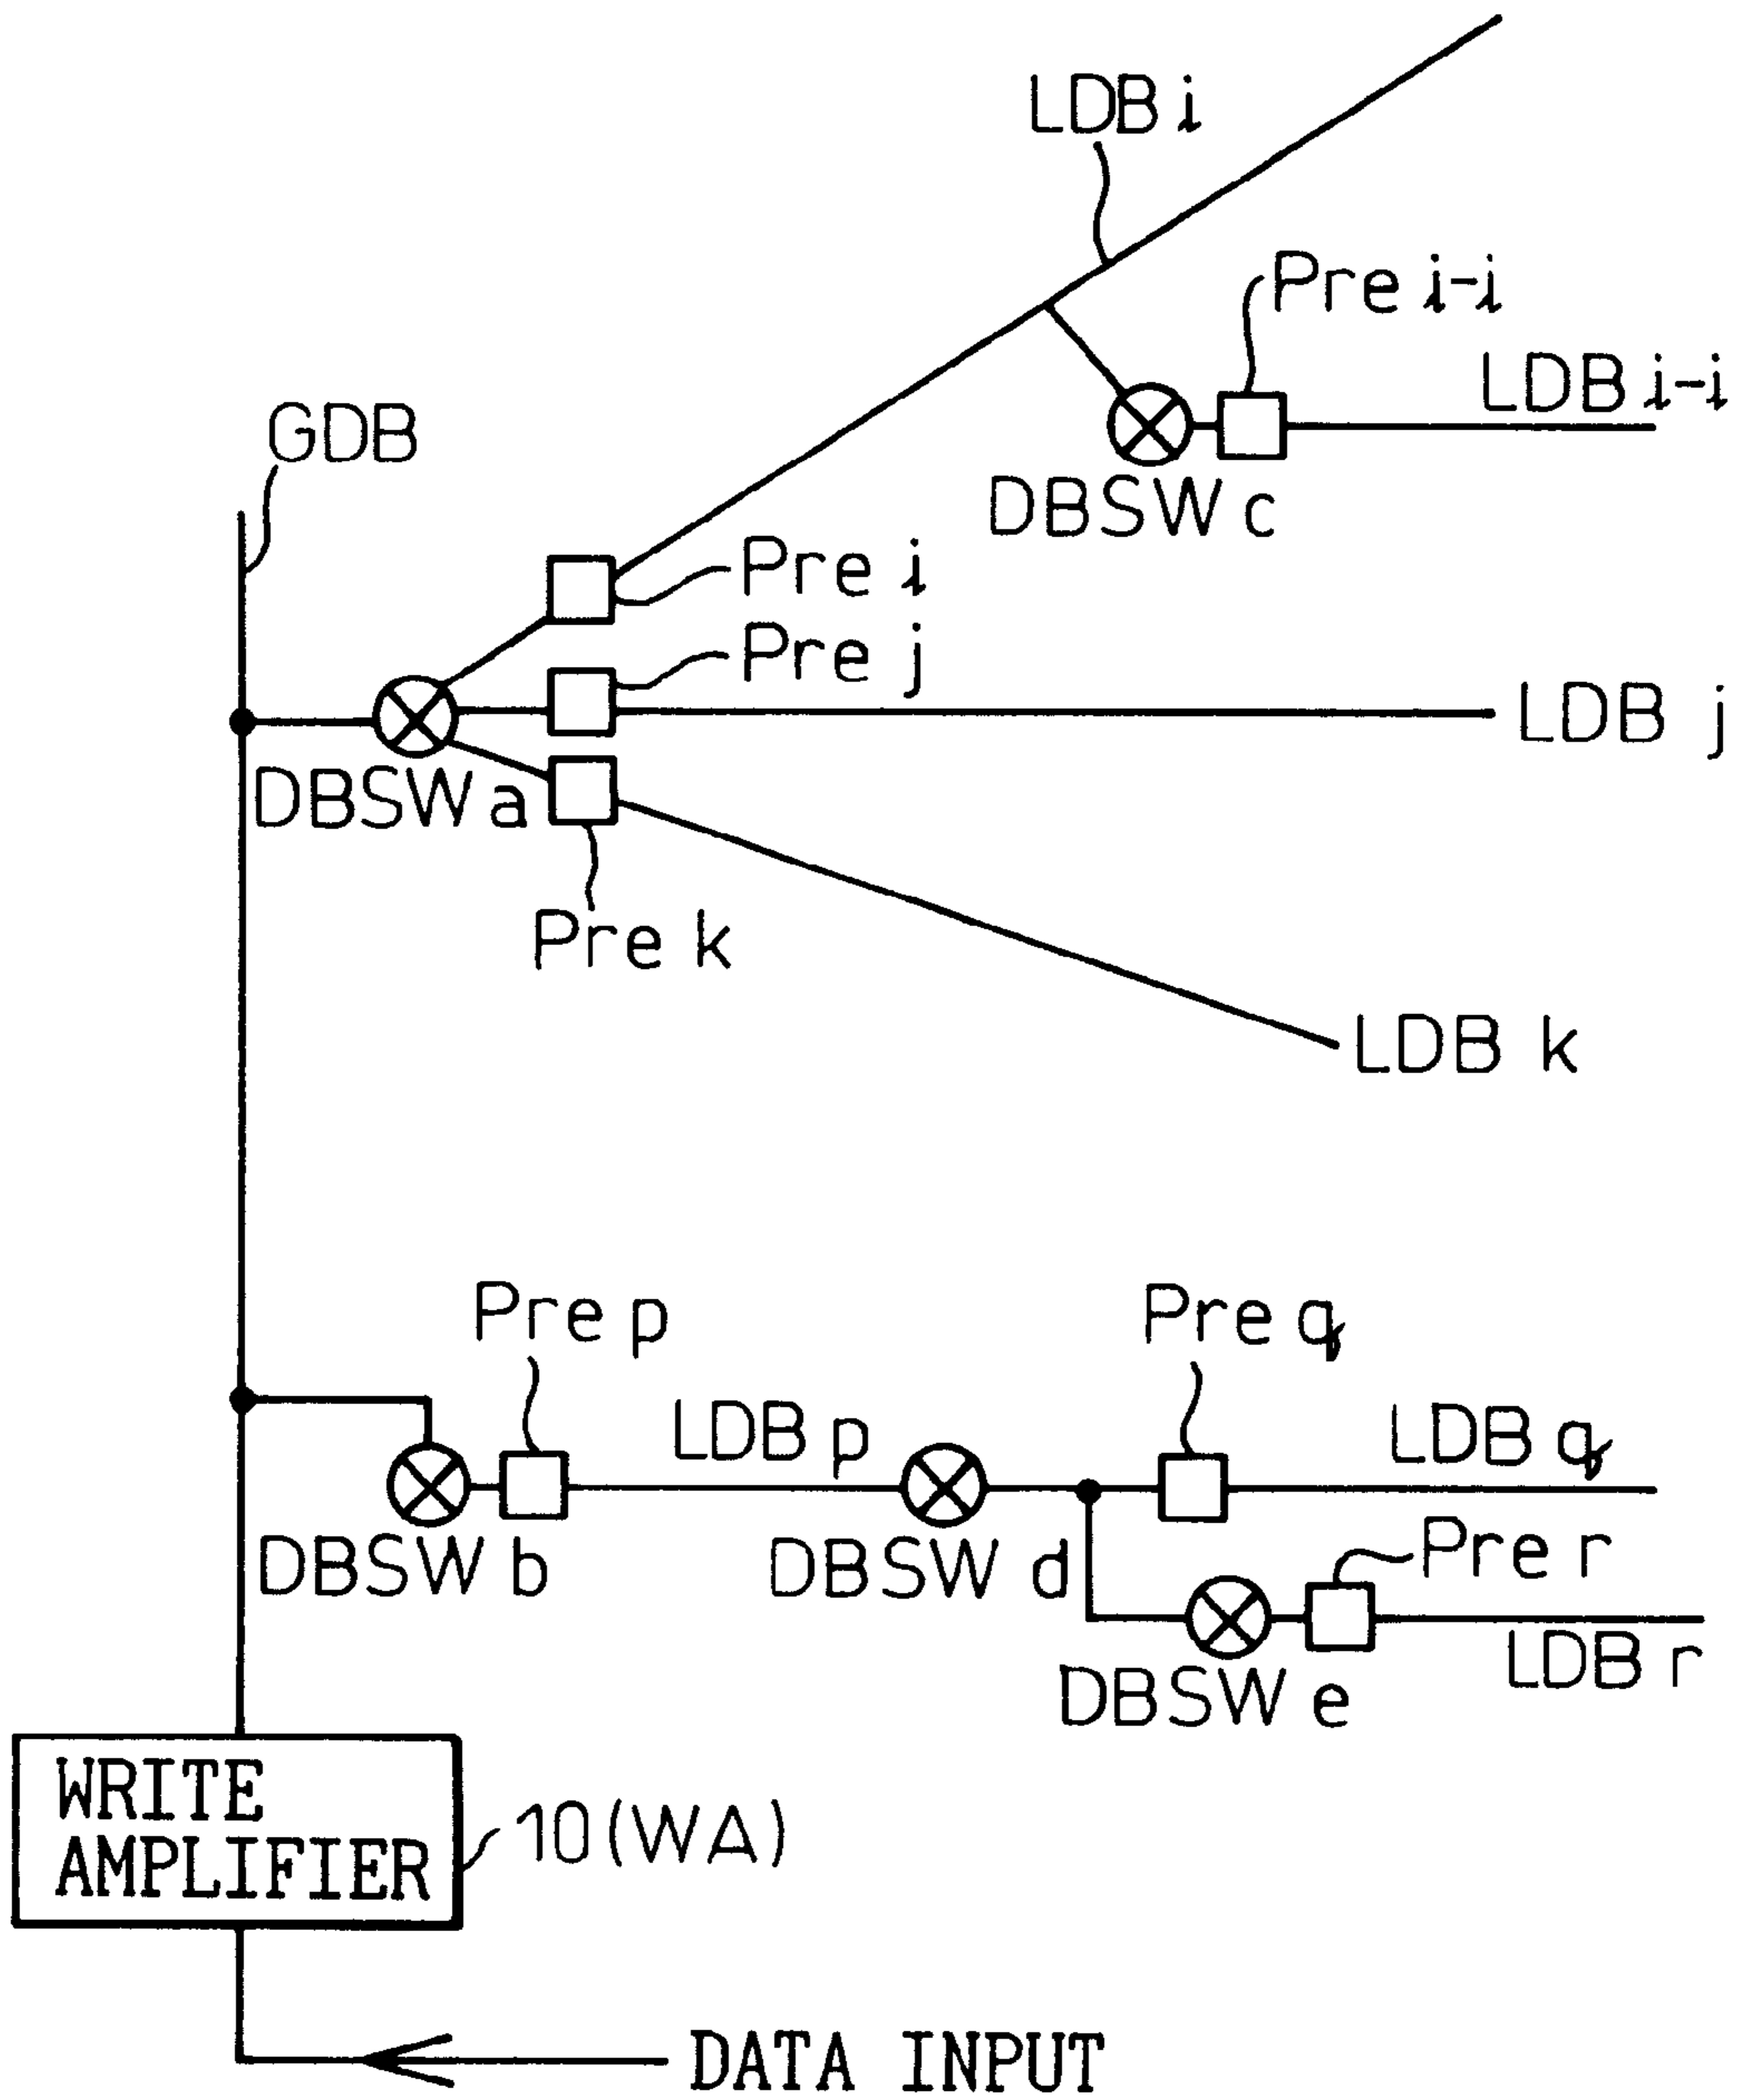 LDB i
Pre i-i
LDB i-i
GDB
DBSW c
Pre i
Pre j
LDB j
DBSW a
Pre k
LDB k
Pre p
Pre q
LDB p
LDB q
DBSW b
DBSW d
Pre r
LDB r
DBSW e
WRITE
AMPLIFIER
10(WA)
DATA INPUT